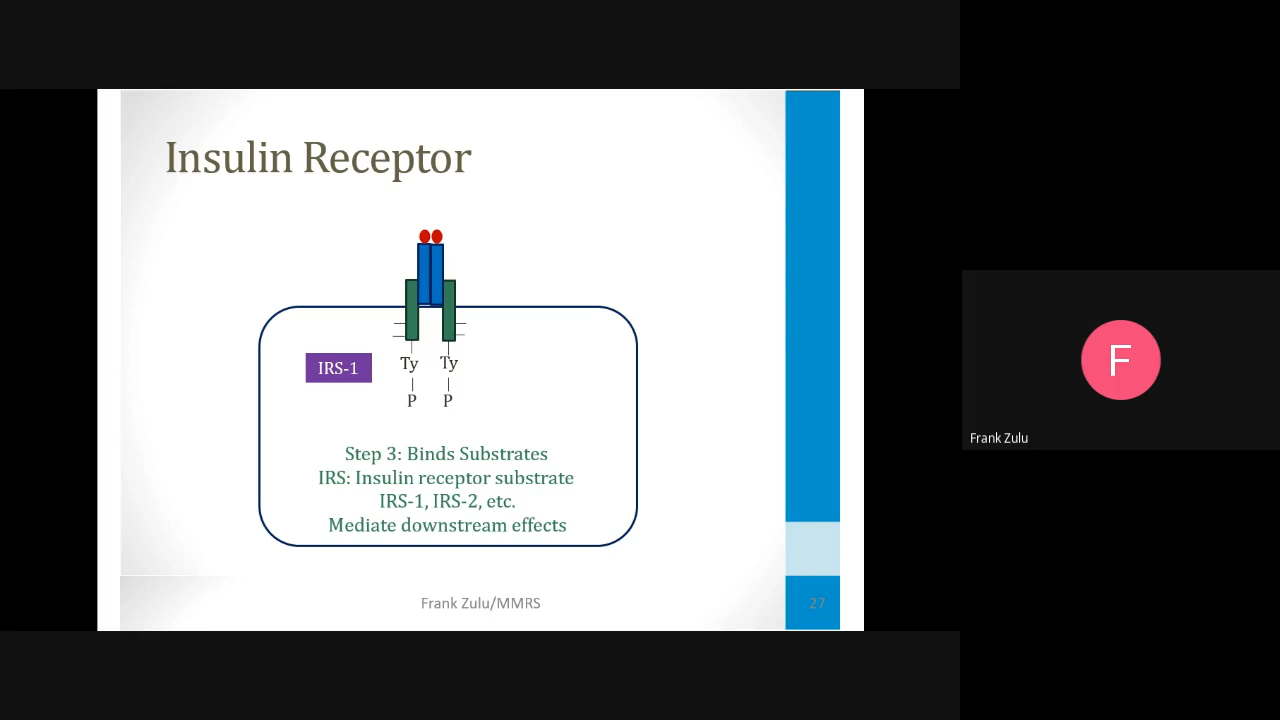 Insulin Receptor
IRS-1
Ty Ty
P P
Step 3: Binds Substrates
IRS: Insulin receptor substrate
IRS-1, IRS-2, etc.
Mediate downstream effects
Frank Zulu/MMRS
27
F
Frank Zulu